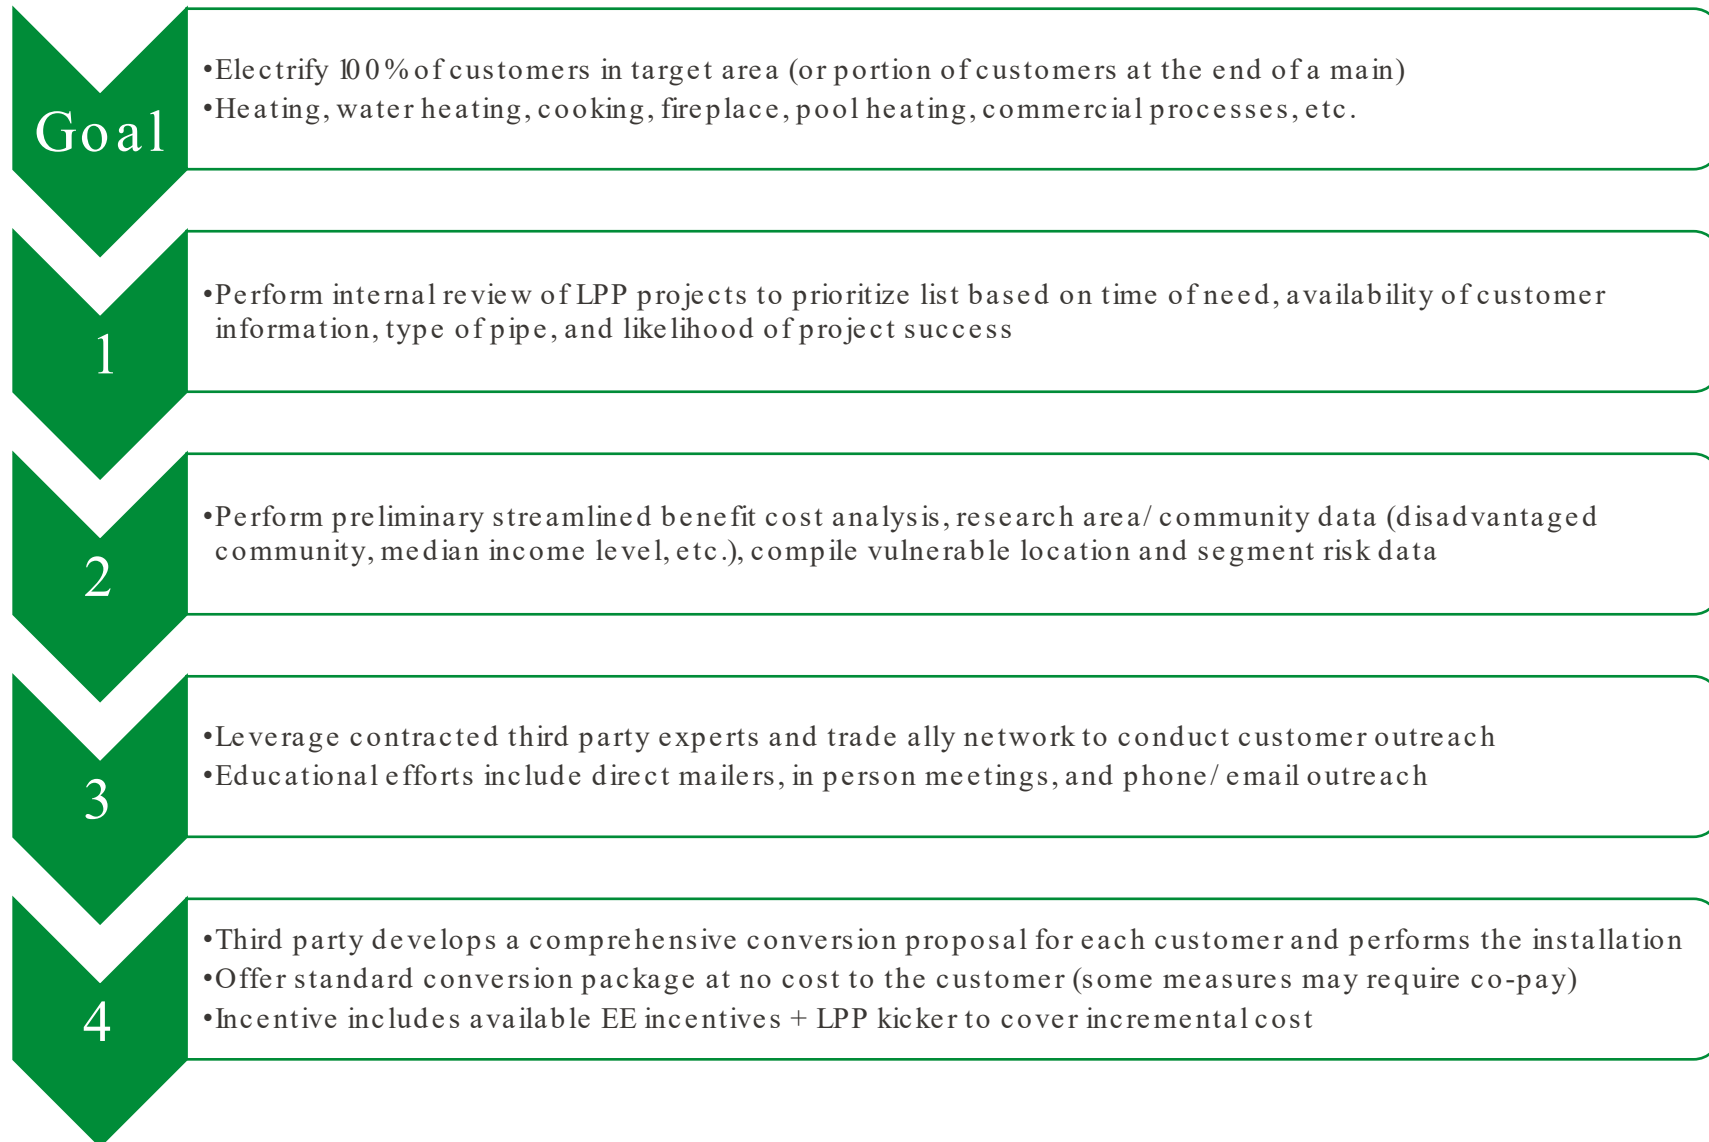 Goal
•Electrify 100% of customers in target area (or portion of customers at the end of a main)
•Heating, water heating, cooking, fireplace, pool heating, commercial processes, etc.
1
•Perform internal review of LPP projects to prioritize list based on time of need, availability of customer
information, type of pipe, and likelihood of project success
2
•Perform preliminary streamlined benefit cost analysis, research area/ community data (disadvantaged
community, median income level, etc.), compile vulnerable location and segment risk data
3
•Leverage contracted third party experts and trade ally network to conduct customer outreach
•Educational efforts include direct mailers, in person meetings, and phone/ email outreach
4
•Third party develops a comprehensive conversion proposal for each customer and performs the installation
•Offer standard conversion package at no cost to the customer (some measures may require co-pay)
•Incentive includes available EE incentives + LPP kicker to cover incremental cost